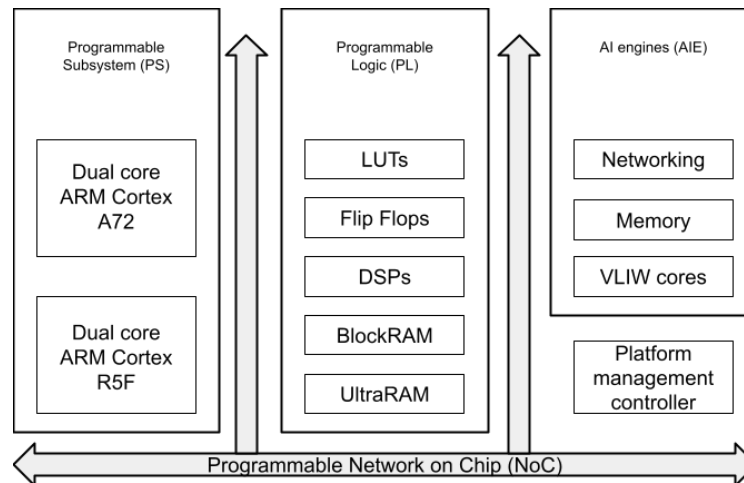 Programmable
Subsystem (PS)
Dual core
ARM Cortex
A72
Dual core
ARM Cortex
R5F
Programmable
Logic (PL)
LUTs
Flip Flops
DSPs
BlockRAM
UltraRAM
AI engines (AIE)
Networking
Memory
VLIW cores
Platform
management
controller
Programmable Network on Chip (NoC)